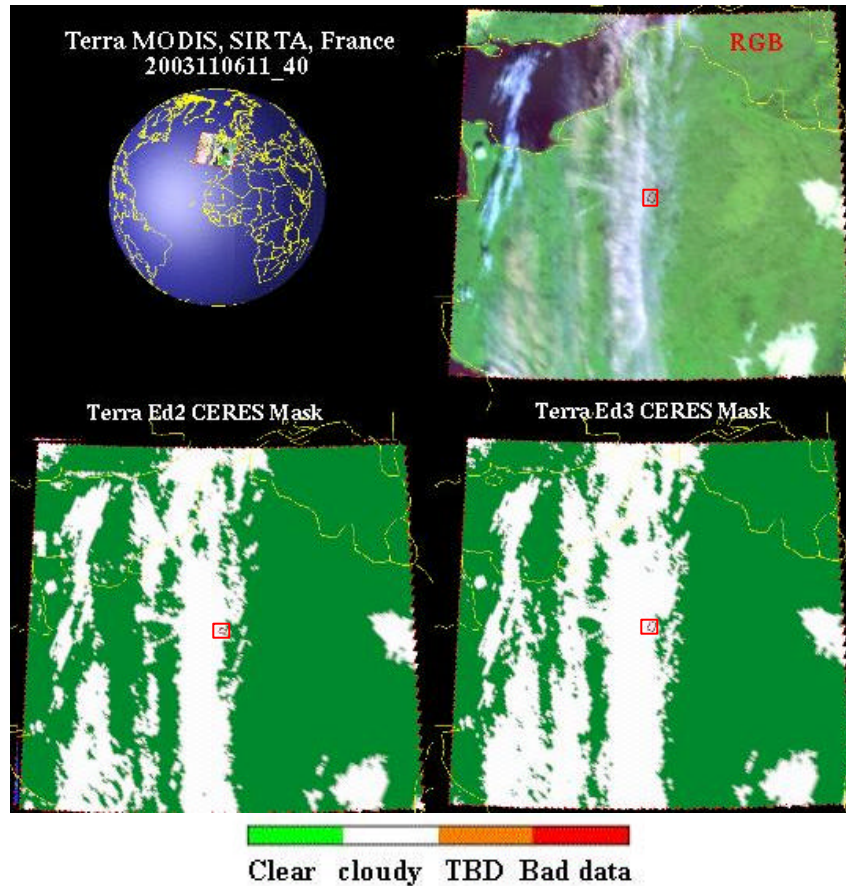 Terra MODIS, SIRTA, France
2003110611_40
RGB
Terra Ed2 CERES Mask
Terra Ed3 CERES Mask
Clear cloudy TBD Bad data